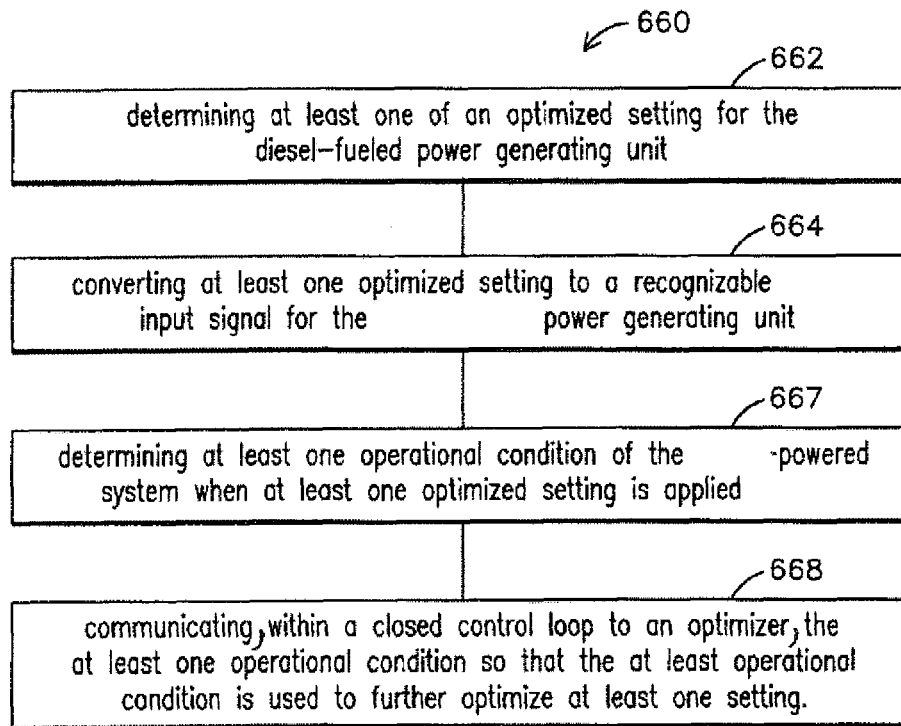 660
662
determining at least one of an optimized setting for the
diesel-fueled power generating unit
664
converting at least one optimized setting to a recognizable
input signal for the power generating unit
667
determining at least one operational condition of the -powered
system when at least one optimized setting is applied
668
communicating, within a closed control loop to an optimizer, the
at least one operational condition so that the at least operational
condition is used to further optimize at least one setting.